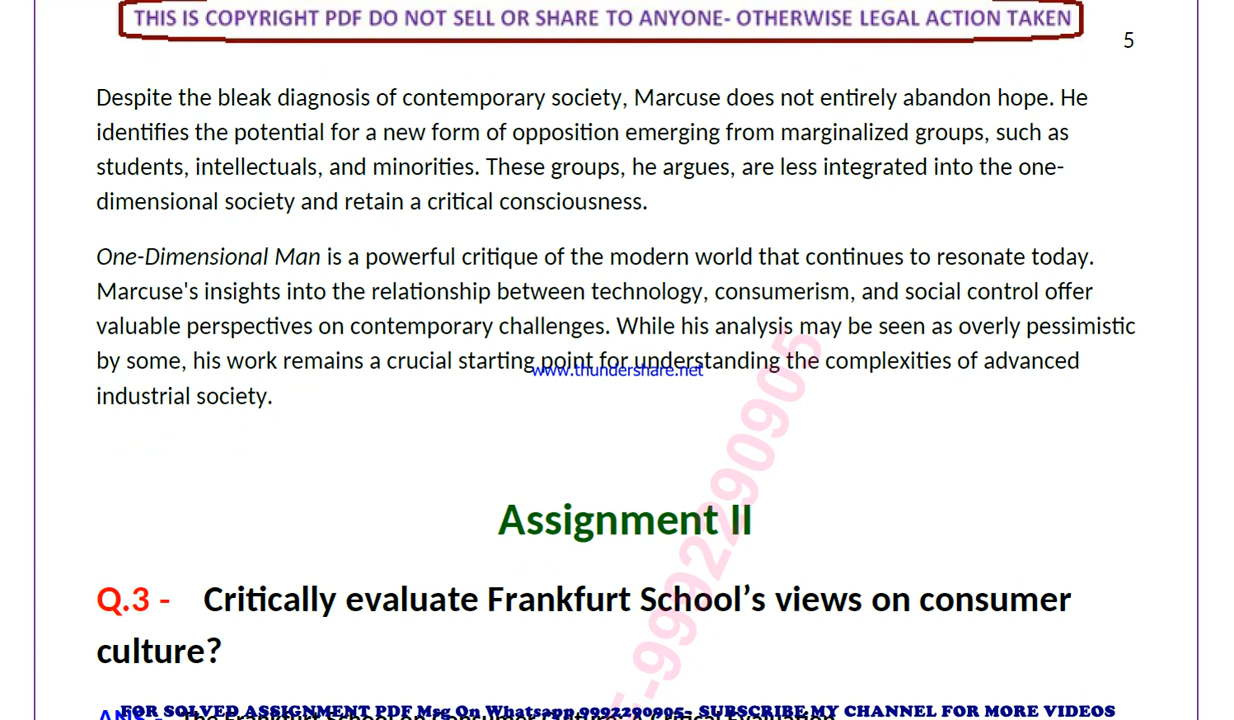 THIS IS COPYRIGHT PDF DO NOT SELL OR SHARE TO ANYONE- OTHERWISE LEGAL ACTION TAKEN
5
Despite the bleak diagnosis of contemporary society, Marcuse does not entirely abandon hope. He
identifies the potential for a new form of opposition emerging from marginalized groups, such as
students, intellectuals, and minorities. These groups, he argues, are less integrated into the one-
dimensional society and retain a critical consciousness.
One-Dimensional Man is a powerful critique of the modern world that continues to resonate today.
Marcuse's insights into the relationship between technology, consumerism, and social control offer
valuable perspectives on contemporary challenges. While his analysis may be seen as overly pessimistic
by some, his work remains a crucial starting point for understanding the complexities of advanced
www.thundershare.net
industrial society.
Assignment II
Q.3 - Critically evaluate Frankfurt School’s views on consumer
culture?
FOR SOLVED ASSIGNMENT PDF Msg On Whatsapp 9992290905- SUBSCRIBE MY CHANNEL FOR MORE VIDEOS